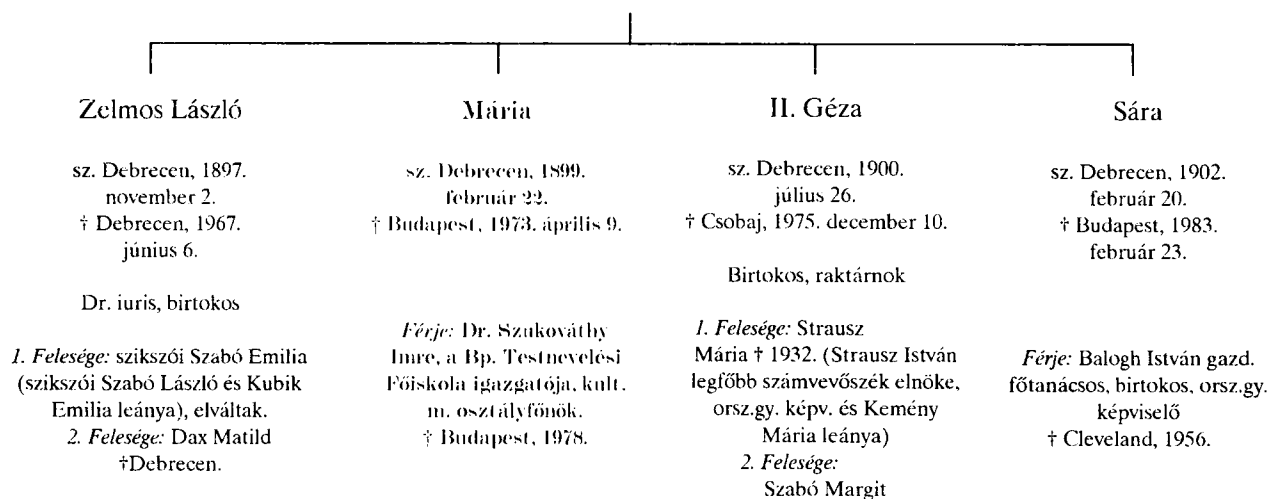 Zelmos László
sz. Debrecen, 1897.
november 2.
† Debrecen, 1967.
június 6.
Dr. iuris, birtokos
1. Felesége: szikszói Szabó Emilia
(szikszói Szabó László és Kubik
Emilia leánya), elváltak.
2. Felesége: Dax Matild
†Debrecen.
Mária
sz. Debrecen, 1899.
február 22.
† Budapest, 1973. április 9.
Férje: Dr. Szukováthy
Imre, a Bp. Testnevelési
Főiskola igazgatója, kult.
m. osztályfőnök.
† Budapest, 1978.
II. Géza
sz. Debrecen, 1900.
július 26.
† Csobaj, 1975. december 10.
Birtokos, raktárnok
1. Felesége: Strausz
Mária † 1932. (Strausz István
legfőbb számvevőszék elnöke,
orsz.gy. képv. és Kemény
Mária leánya)
2. Felesége:
Szabó Margit
Sára
sz. Debrecen, 1902.
február 20.
† Budapest, 1983.
február 23.
Férje: Balogh István gazd.
főtanácsos, birtokos, orsz.gy.
képviselő
† Cleveland, 1956.